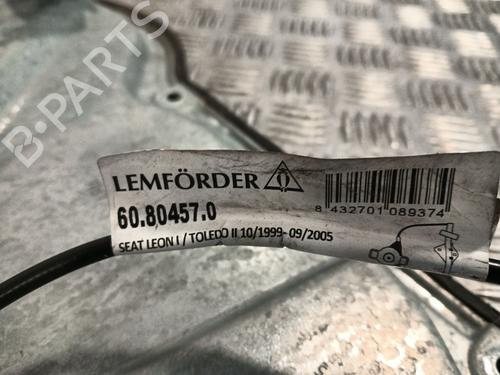 B-PARTS
LEMFÖRDER
60.80457.0
8 432701 089374
SEAT LEON I / TOLEDO II 10/1999- 09/2005